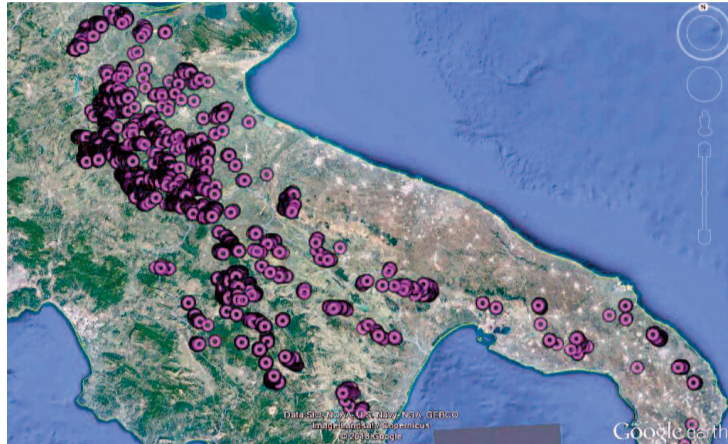 N
Data SIO, NOAA, U.S. Navy, NGA, GEBCO
Image Landsat / Copernicus
© 2018 Google
Google earth